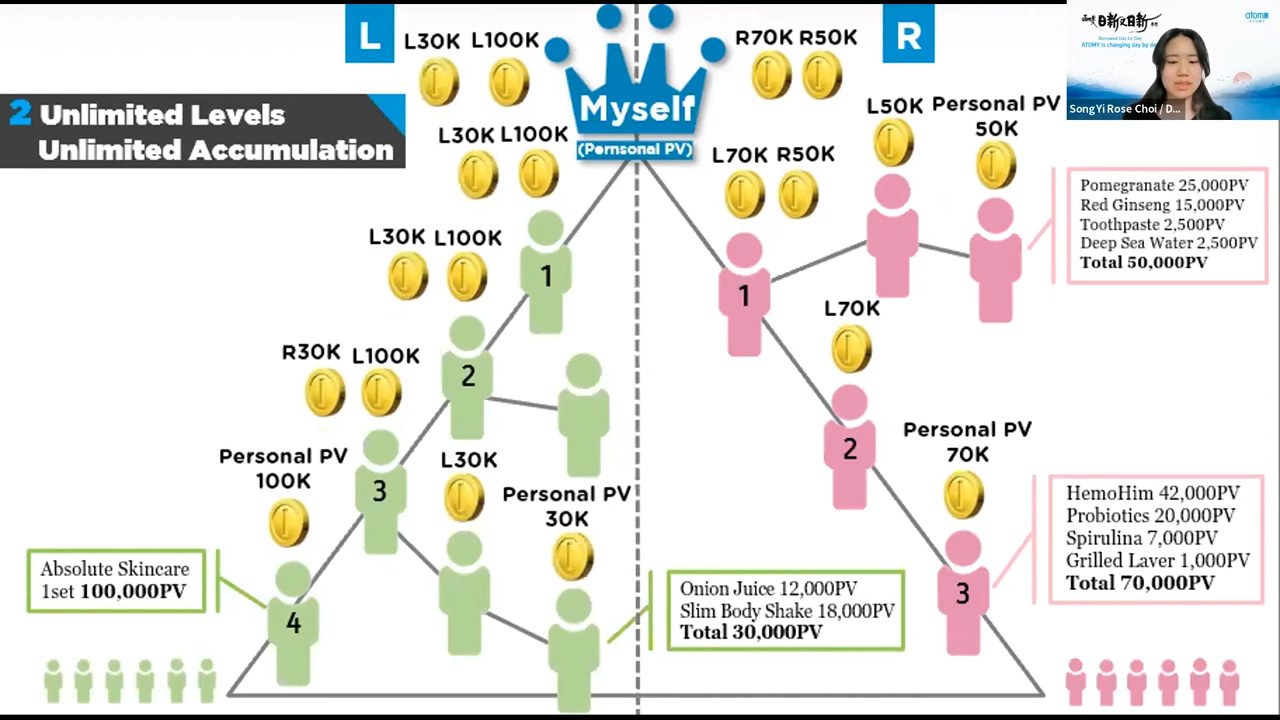 L
L30K L100K
Myself
(Pernsonal PV)
R70K R50K
R
2 Unlimited Levels
Unlimited Accumulation
L30K L100K
L70K R50K
L50K
Personal PV
50K
Pomegranate 25,000PV
Red Ginseng 15,000PV
Toothpaste 2,500PV
Deep Sea Water 2,500PV
Total 50,000PV
1
L30K L100K
1
L70K
2
R30K L100K
2
3
Personal PV
100K
L30K
Personal PV
30K
Personal PV
70K
HemoHim 42,000PV
Probiotics 20,000PV
Spirulina 7,000PV
Grilled Laver 1,000PV
Total 70,000PV
3
Absolute Skincare
1set 100,000PV
4
Onion Juice 12,000PV
Slim Body Shake 18,000PV
Total 30,000PV
ATOMY is changing day by da
SongYi Rose Choi / D...